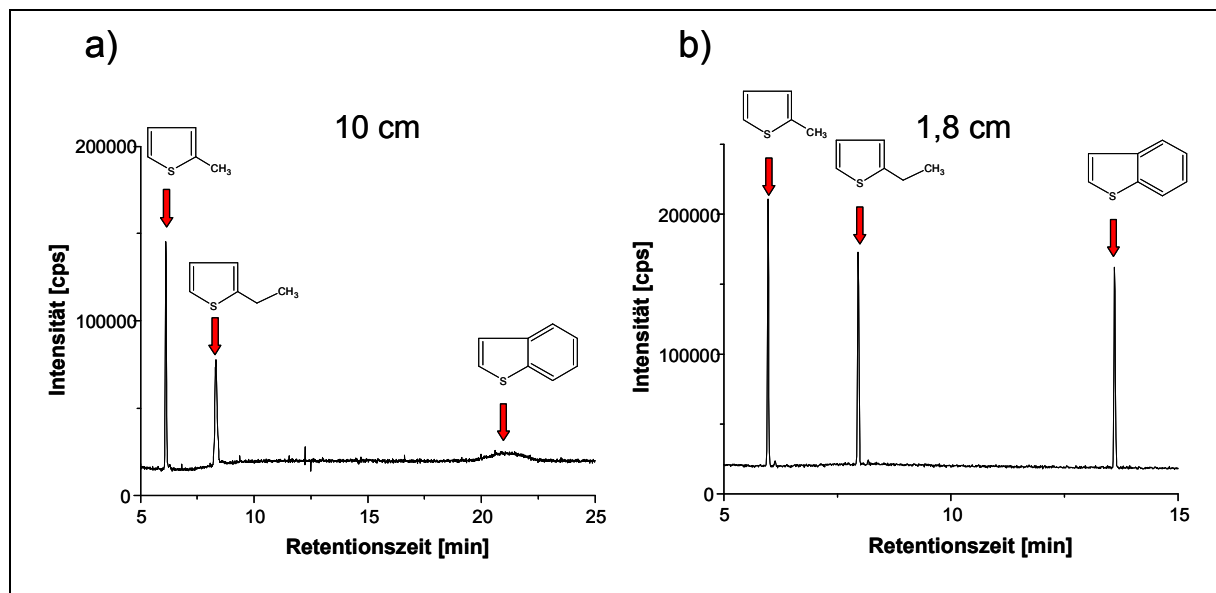 a)
10 cm
S
CH3
S
CH3
S
200000
100000
0
5
10
15
20
25
Intensität [cps]
Retentionszeit [min]
b)
1,8 cm
S
CH3
S
CH3
S
200000
100000
0
5
10
15
Intensität [cps]
Retentionszeit [min]